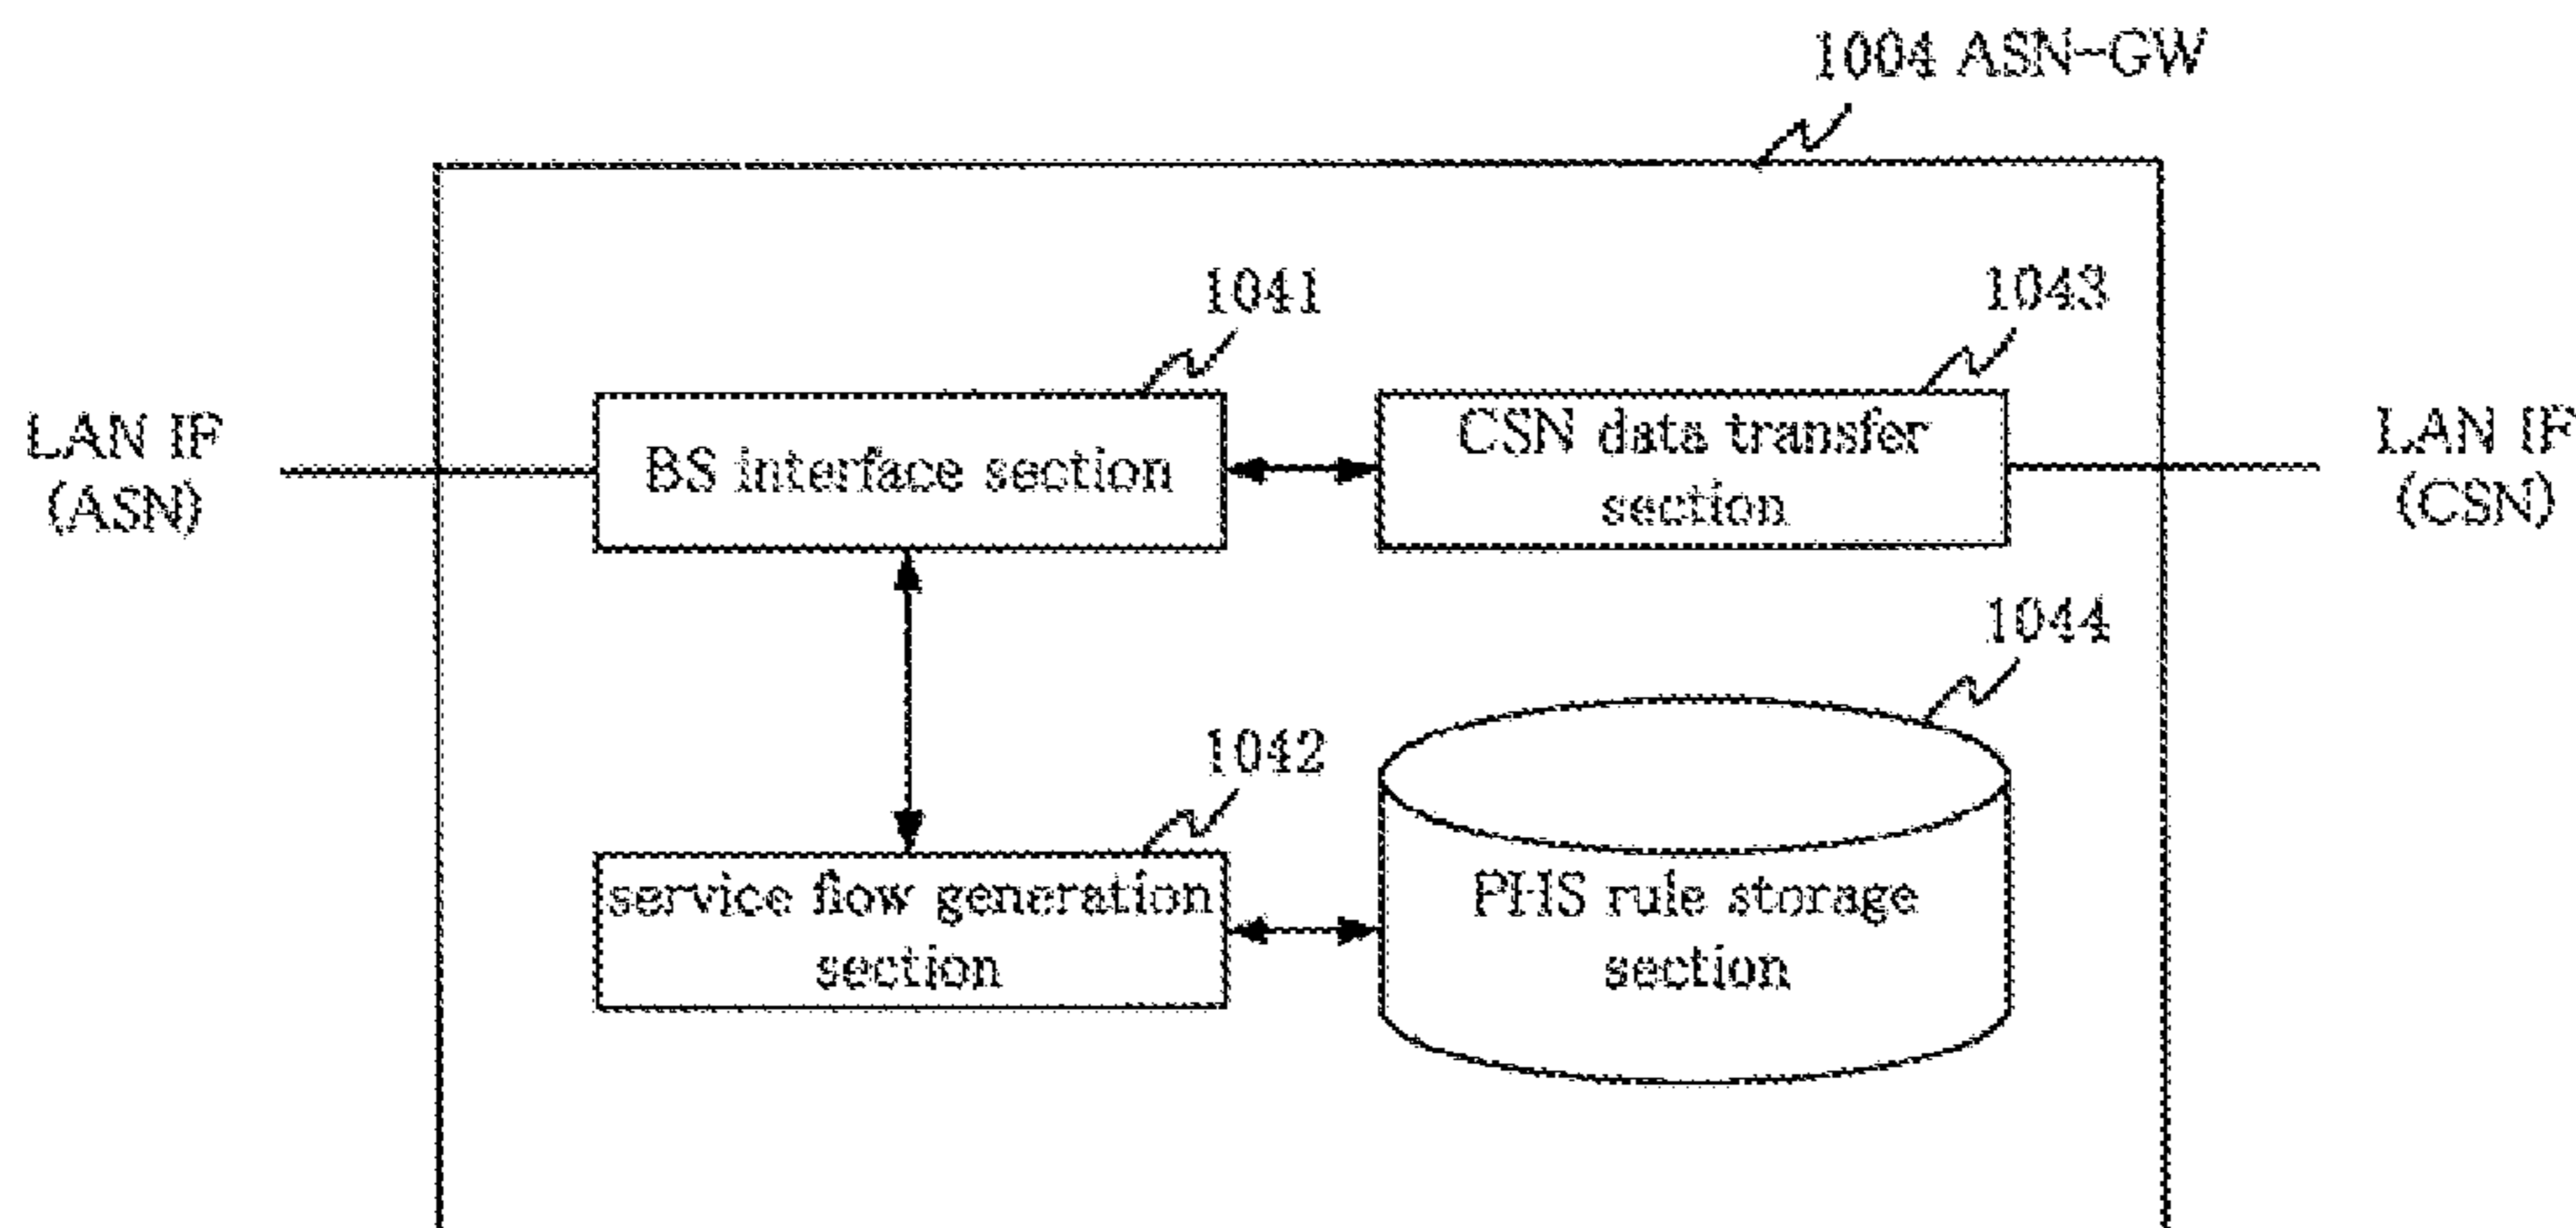 1004 ASN-GW
1041
1043
LAN IF
(ASN)
BS interface section
CSN data transfer
section
LAN IF
(CSN)
1044
1042
service flow generation
section
PHS rule storage
section